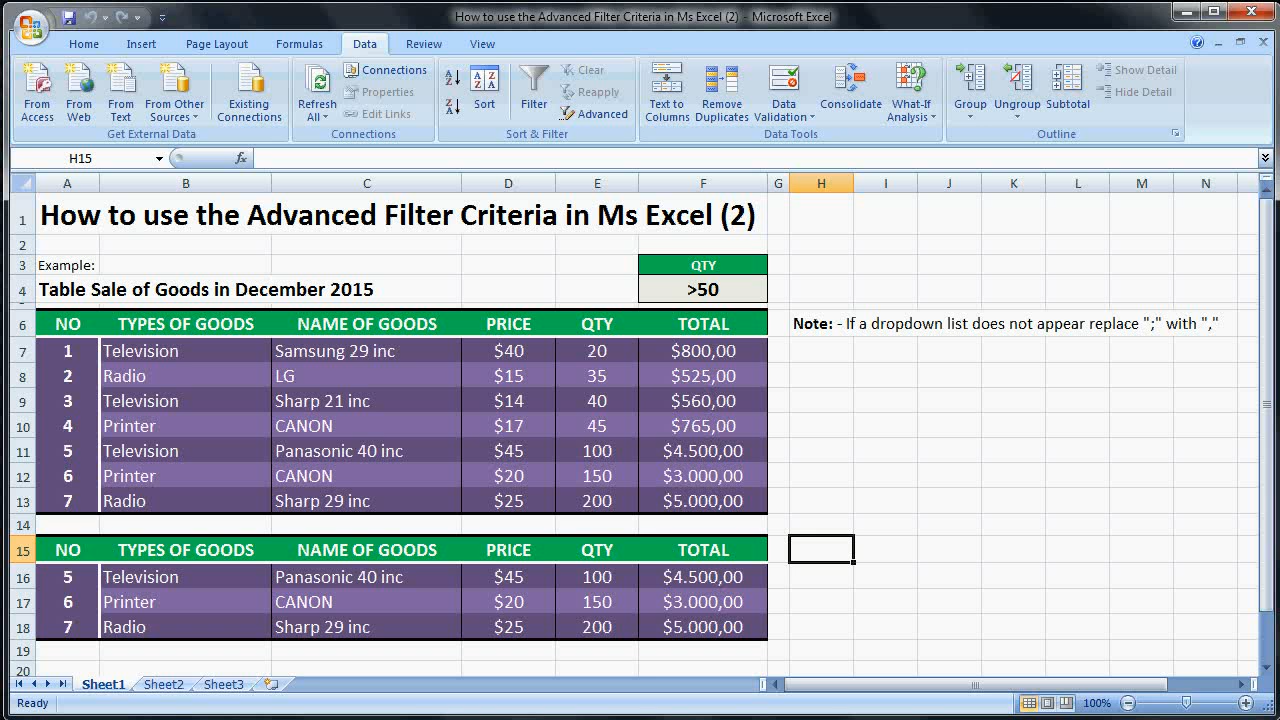 How to use the Advanced Filter Criteria in Ms Excel (2) - Microsoft Excel
Home Insert Page Layout Formulas Data Review View
From Access From Web From Text From Other Sources Existing Connections
Get External Data
Refresh All Connections Properties Edit Links
Connections
Sort Filter Clear Reapply Advanced
Sort & Filter
Text to Columns Remove Duplicates Data Validation Consolidate What-If Analysis
Data Tools
Group Ungroup Subtotal Show Detail Hide Detail
Outline
H15 fx
A B C D E F G H I J K L M N
1 How to use the Advanced Filter Criteria in Ms Excel (2)
2
3 Example: QTY
4 Table Sale of Goods in December 2015 >50
6 NO TYPES OF GOODS NAME OF GOODS PRICE QTY TOTAL Note: - If a dropdown list does not appear replace ";" with ","
7 1 Television Samsung 29 inc $40 20 $800,00
8 2 Radio LG $15 35 $525,00
9 3 Television Sharp 21 inc $14 40 $560,00
10 4 Printer CANON $17 45 $765,00
11 5 Television Panasonic 40 inc $45 100 $4.500,00
12 6 Printer CANON $20 150 $3.000,00
13 7 Radio Sharp 29 inc $25 200 $5.000,00
14
15 NO TYPES OF GOODS NAME OF GOODS PRICE QTY TOTAL
16 5 Television Panasonic 40 inc $45 100 $4.500,00
17 6 Printer CANON $20 150 $3.000,00
18 7 Radio Sharp 29 inc $25 200 $5.000,00
19
20
Sheet1 Sheet2 Sheet3
Ready 100%